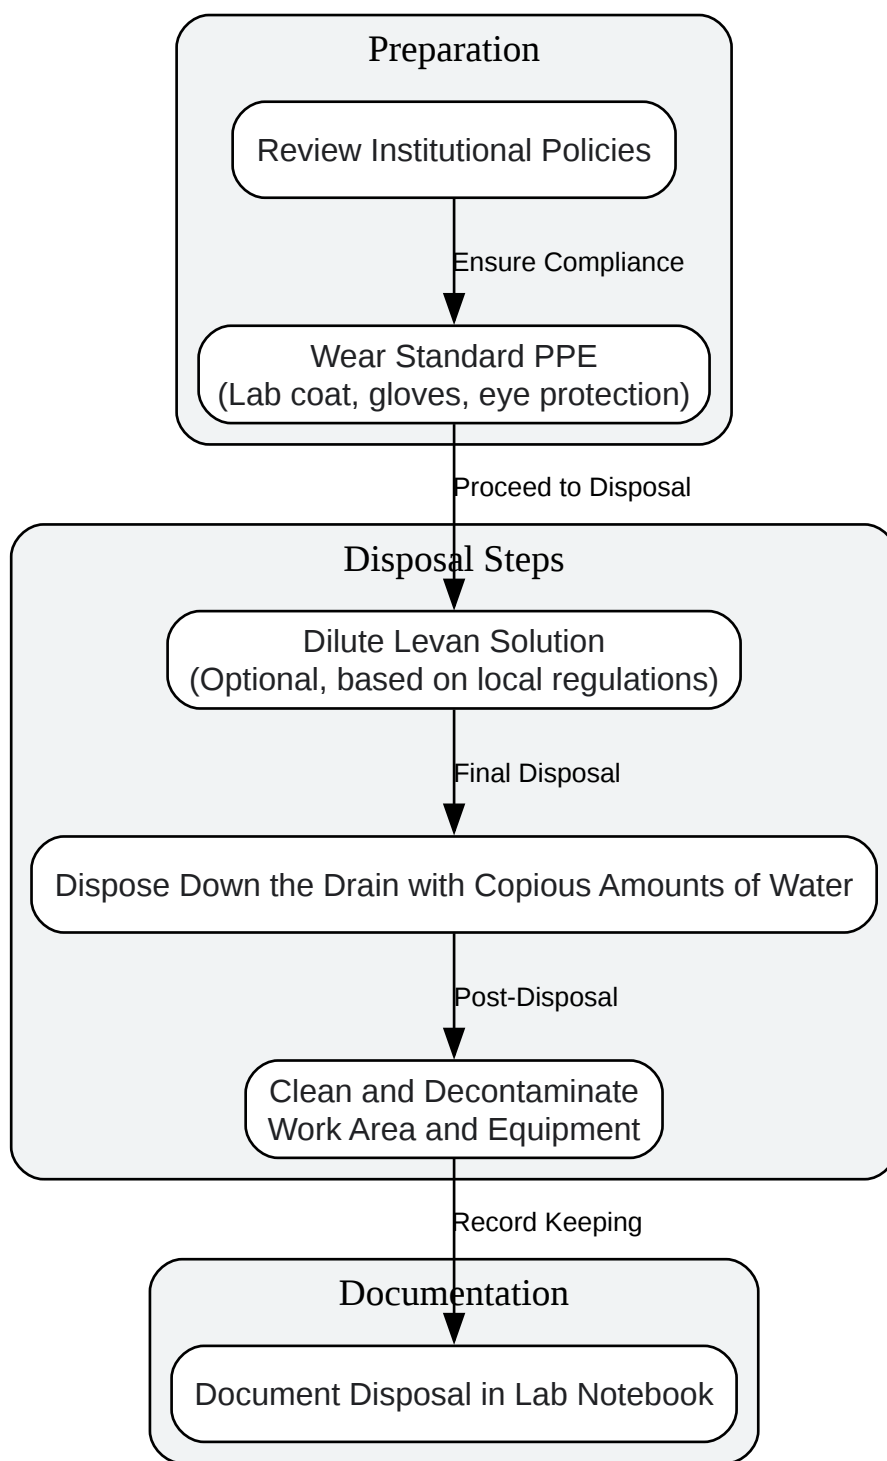 Preparation
Review Institutional Policies
Ensure Compliance
Wear Standard PPE
(Lab coat, gloves, eye protection)
Proceed to Disposal
Disposal Steps
Dilute Levan Solution
(Optional, based on local regulations)
Final Disposal
Dispose Down the Drain with Copious Amounts of Water
Post-Disposal
Clean and Decontaminate
Work Area and Equipment
Record Keeping
Documentation
Document Disposal in Lab Notebook